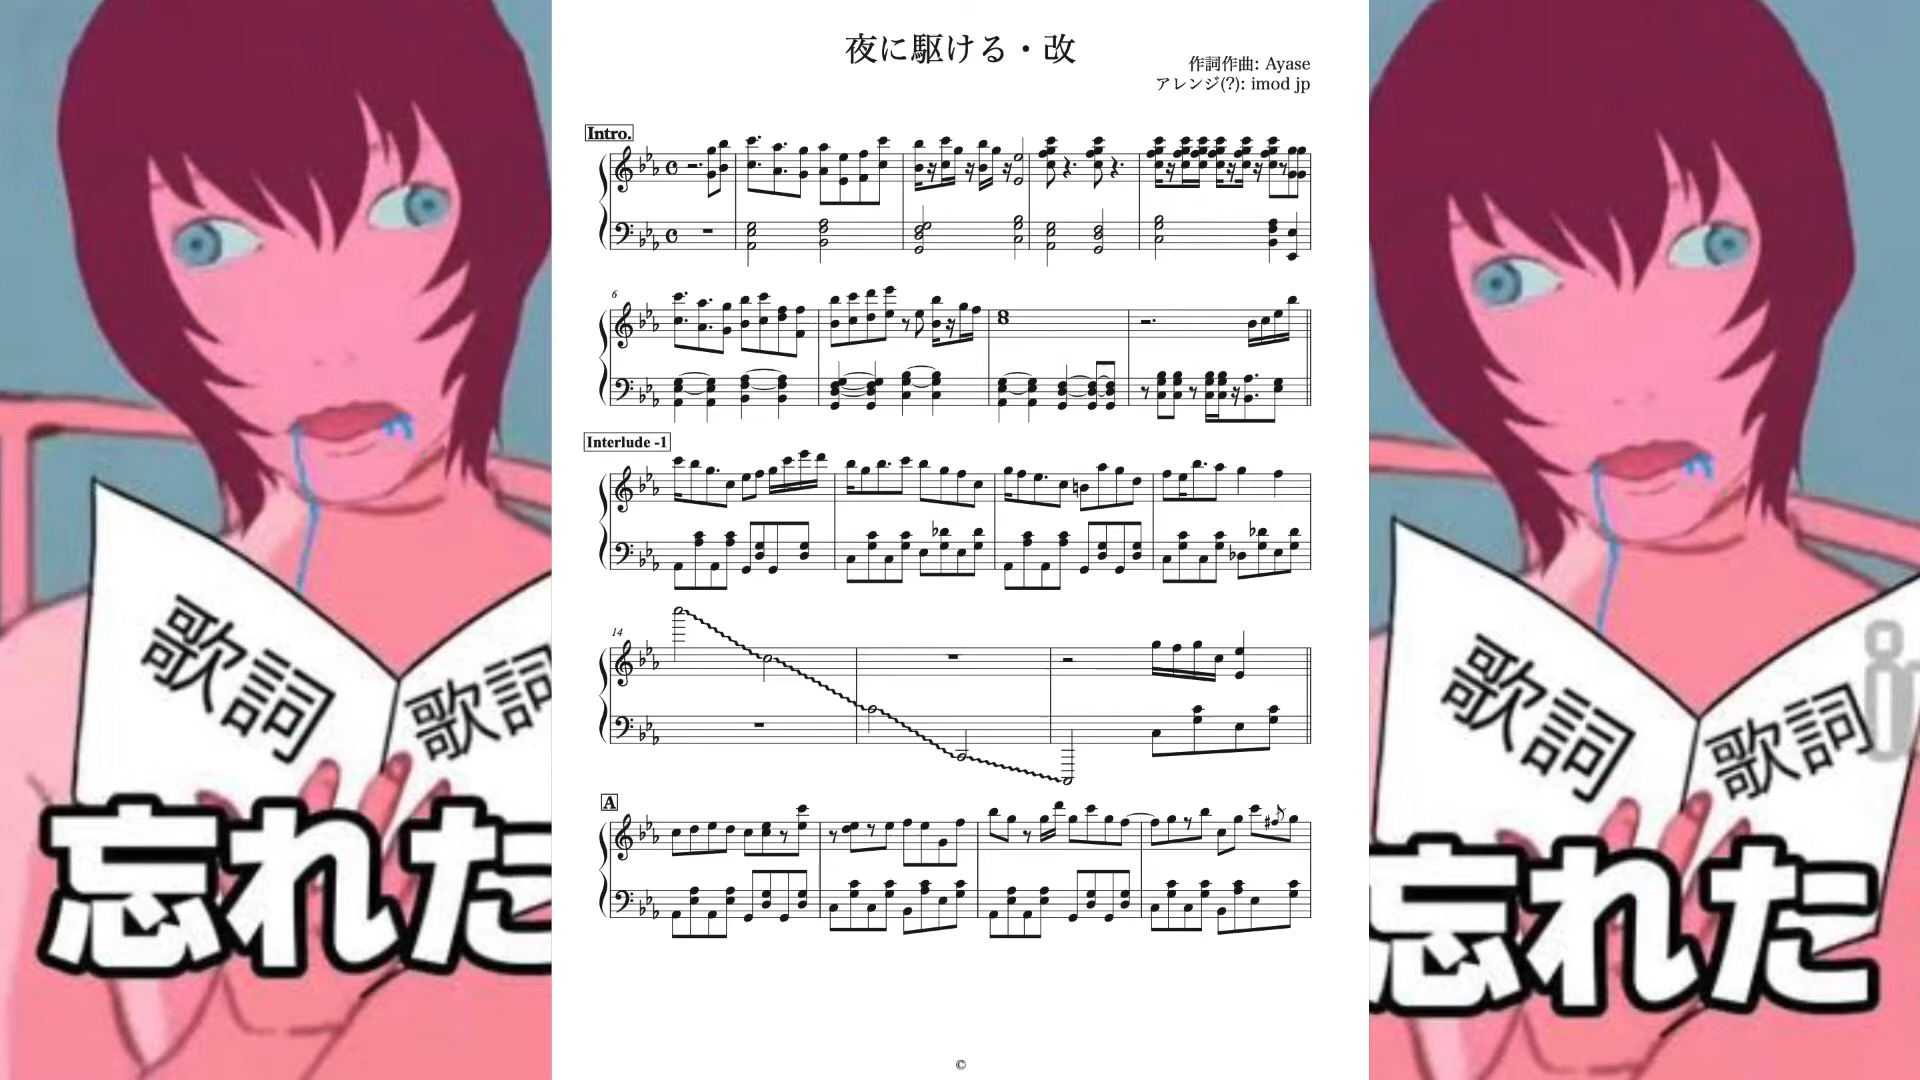 夜に駆ける・改
作詞作曲: Ayase
アレンジ(?): imod jp
Intro.
6
Interlude -1
14
A
©
歌詞
歌詞
忘れた
歌詞
歌詞
忘れた